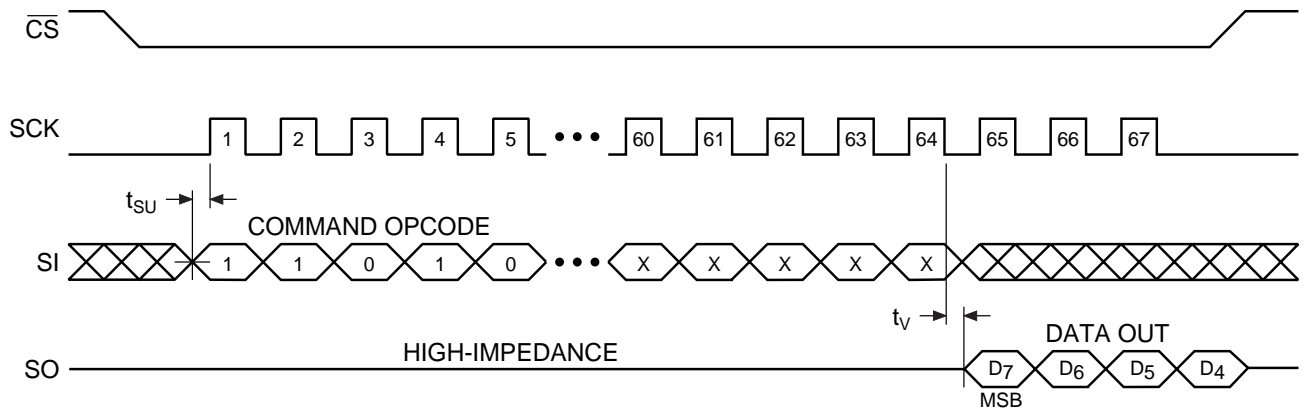 CS
SCK 1 2 3 4 5 ••• 60 61 62 63 64 65 66 67
tSU
COMMAND OPCODE
SI 1 1 0 1 0 ••• X X X X X
tV
DATA OUT
HIGH-IMPEDANCE
SO D7 D6 D5 D4
MSB